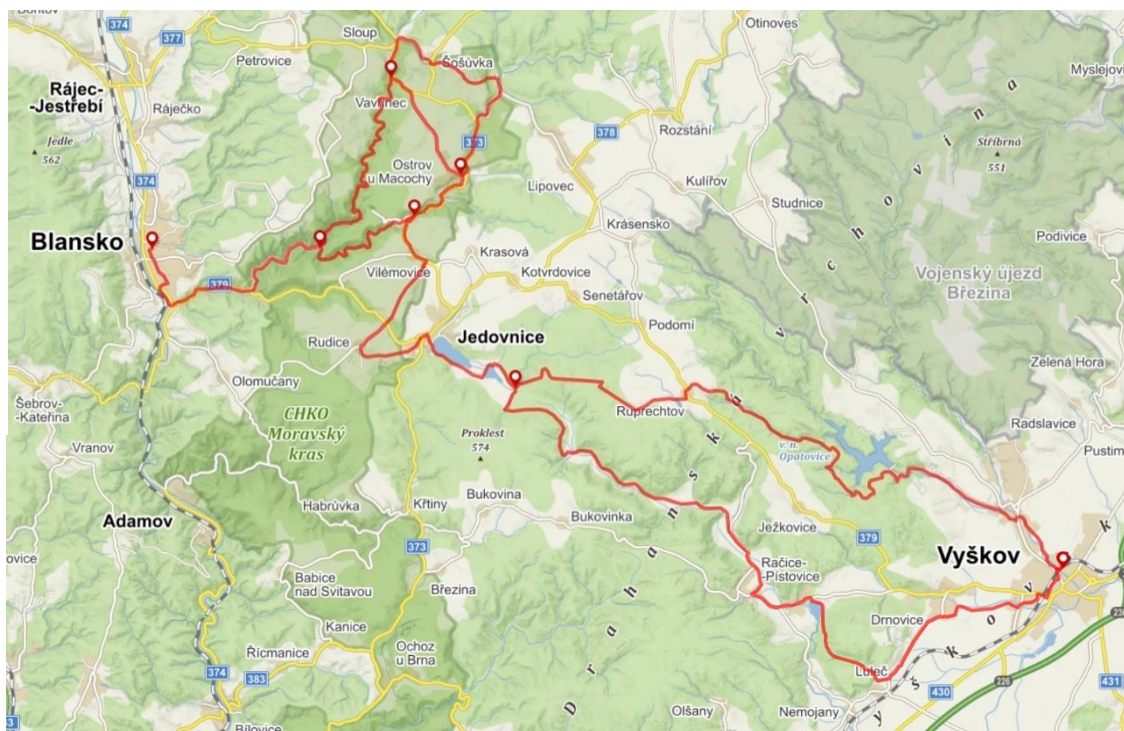 374
Sloup
Otinoves
377
Petrovice
Šošůvka
Myslejov
Rájec-
-Jestřebí
Ráječko
Vavřinec
378
Rozstání
Jedle
562
373
Stříbrná
551
374
Ostrov
u Macochy
Lipovec
Kulířov
Studnice
Blansko
Krásensko
Krasová
Podivice
Vilémovice
Kotvrdovice
Vojenský újezd
Březina
379
Senetářov
Podomí
Rudice
Jedovnice
Zelená Hora
Olomučany
Šebrov-
-Kateřina
CHKO
Moravský
kras
Ruprechtov
Radslavice
Proklest
574
v. n.
Opatovice
Vranov
Pustim
Habrůvka
Křtiny
Bukovina
Adamov
Bukovinka
Ježkovice
379
Vyškov
373
ovice
Babice
nad Svitavou
Březina
Račice-
-Pístovice
Drnovice
Kanice
Ochoz
u Brna
Řícmanice
Luleč
374
383
430
226
431
Olšany
Nemojany
Bílovice
Drahanská vrchovina